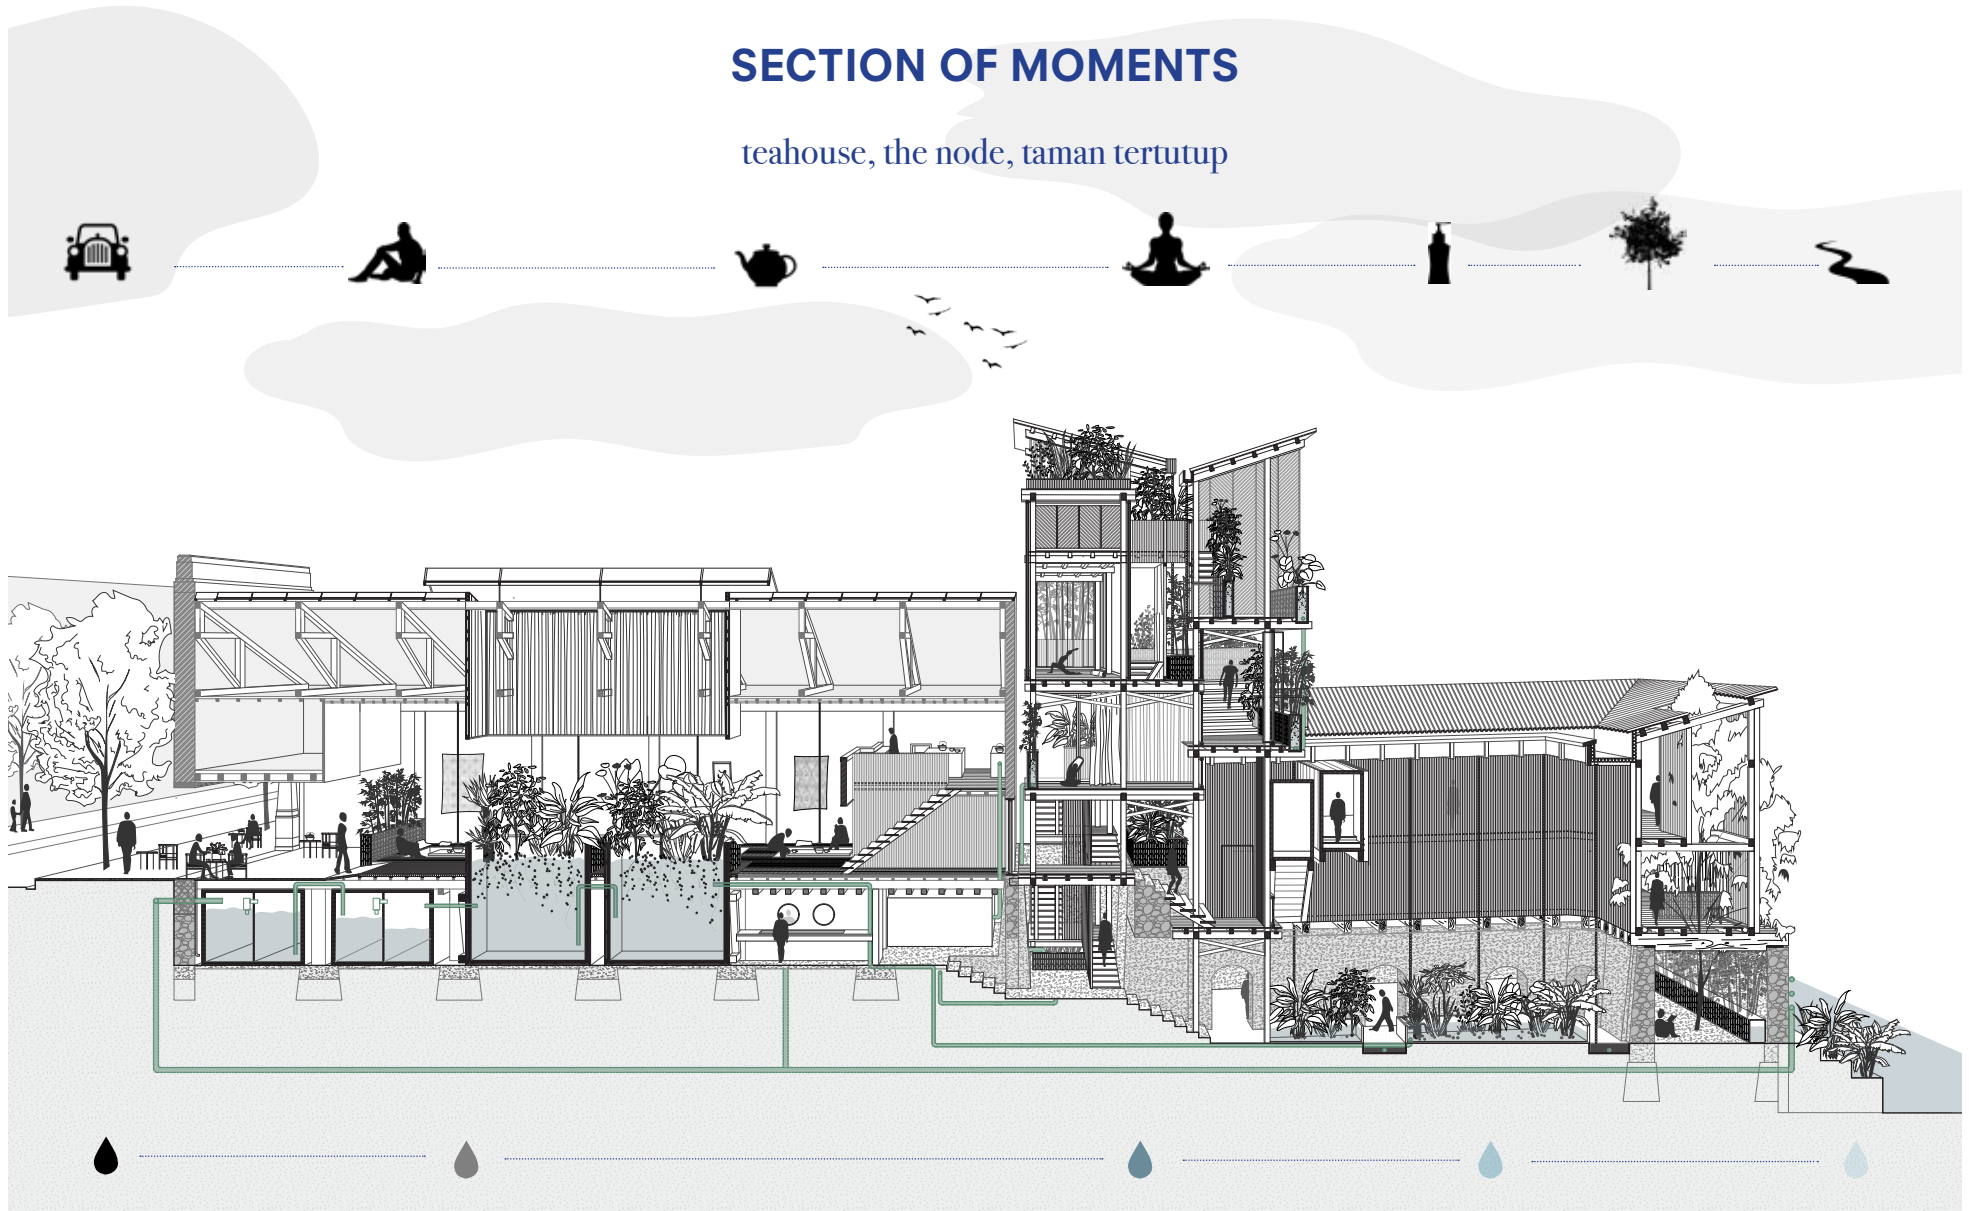 SECTION OF MOMENTS
teahouse, the node, taman tertutup